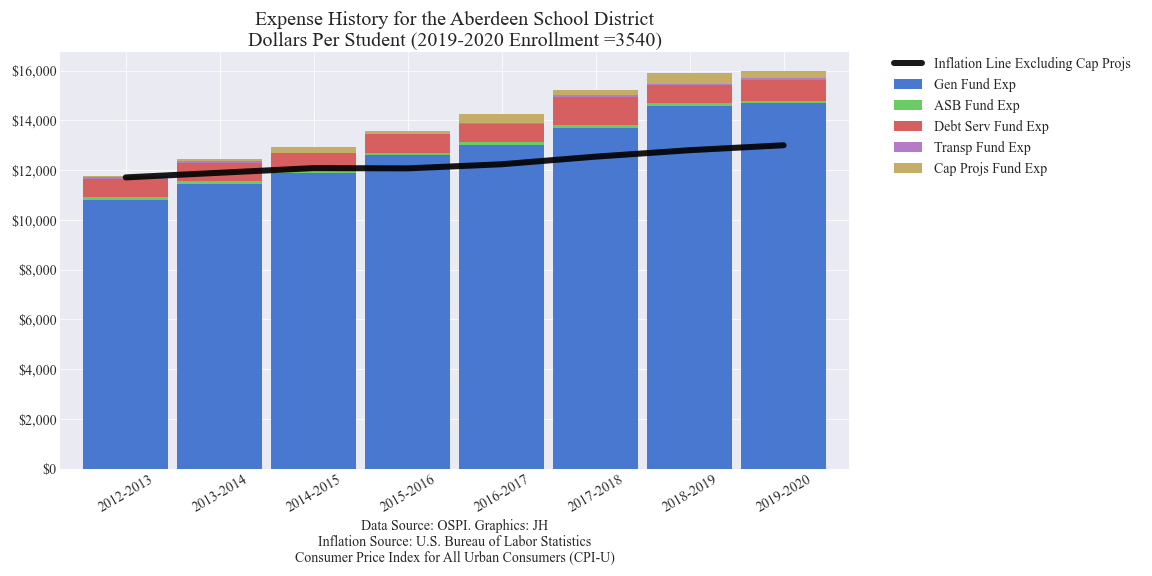 Expense History for the Aberdeen School District
Dollars Per Student (2019-2020 Enrollment =3540)
$16,000
$14,000
$12,000
$10,000
$8,000
$6,000
$4,000
$2,000
$0
2012-2013
2013-2014
2014-2015
2015-2016
2016-2017
2017-2018
2018-2019
2019-2020
Inflation Line Excluding Cap Projs
Gen Fund Exp
ASB Fund Exp
Debt Serv Fund Exp
Transp Fund Exp
Cap Projs Fund Exp
Data Source: OSPI. Graphics: JH
Inflation Source: U.S. Bureau of Labor Statistics
Consumer Price Index for All Urban Consumers (CPI-U)